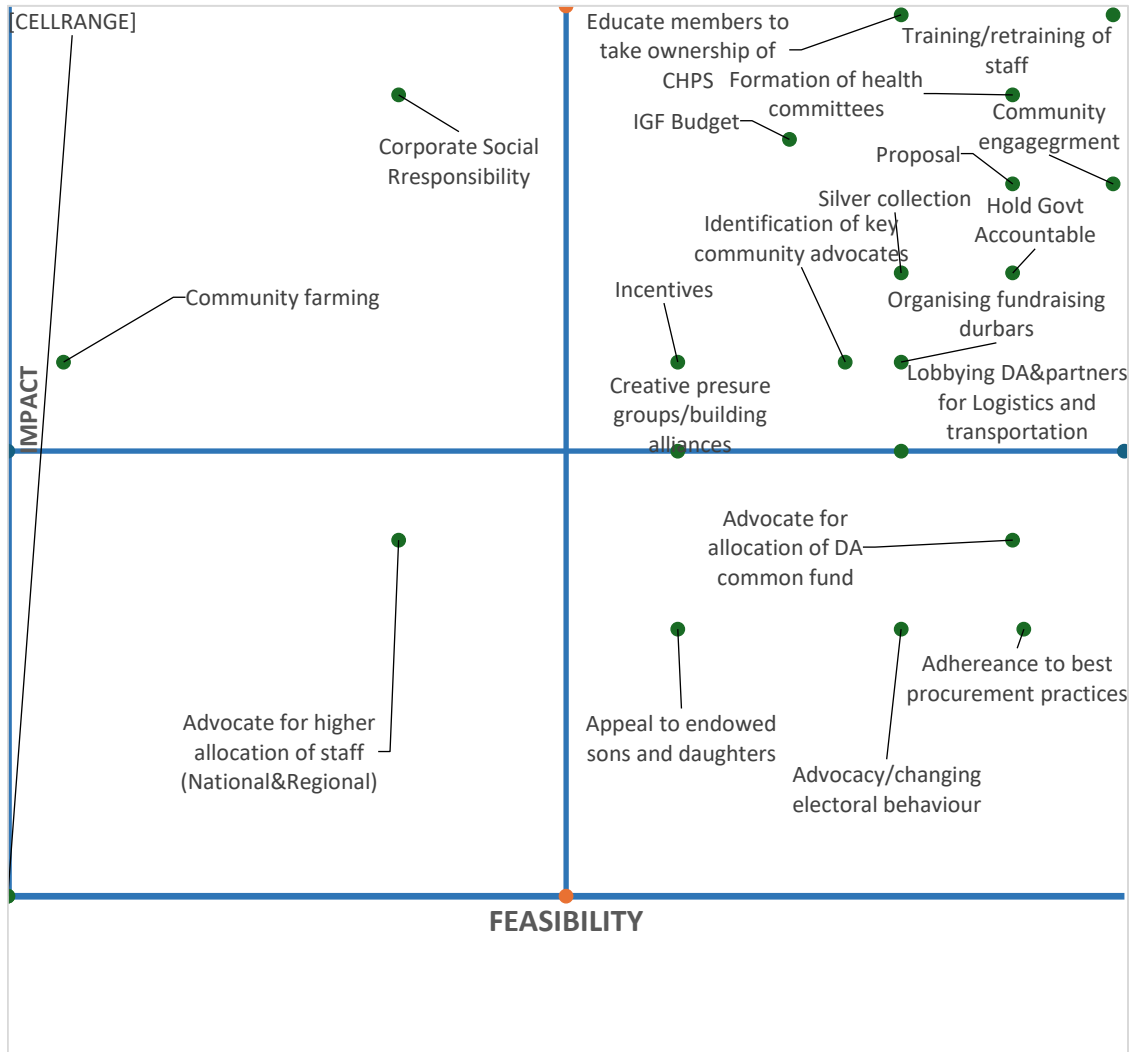 [CELLRANGE]
Educate members to
take ownership of
CHPS
Training/retraining of
staff
Formation of health
committees
IGF Budget
Community
engagegrment
Corporate Social
Rresponsibility
Proposal
Silver collection
Hold Govt
Accountable
Identification of key
community advocates
Incentives
Community farming
Organising fundraising
durbars
IMPACT
Creative presure
groups/building
alliances
Lobbying DA&partners
for Logistics and
transportation
Advocate for
allocation of DA
common fund
Adhereance to best
procurement practices
Advocate for higher
allocation of staff
(National&Regional)
Appeal to endowed
sons and daughters
Advocacy/changing
electoral behaviour
FEASIBILITY